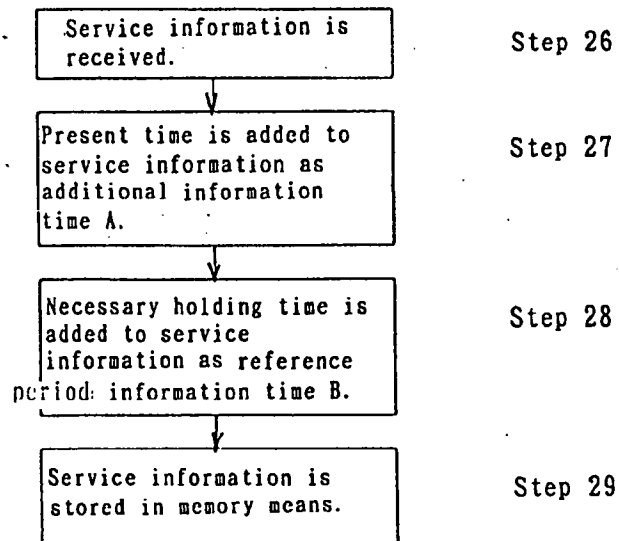 Service information is
received.
Step 26
Present time is added to
service information as
additional information
time A.
Step 27
Necessary holding time is
added to service
information as reference
period: information time B.
Step 28
Service information is
stored in memory means.
Step 29